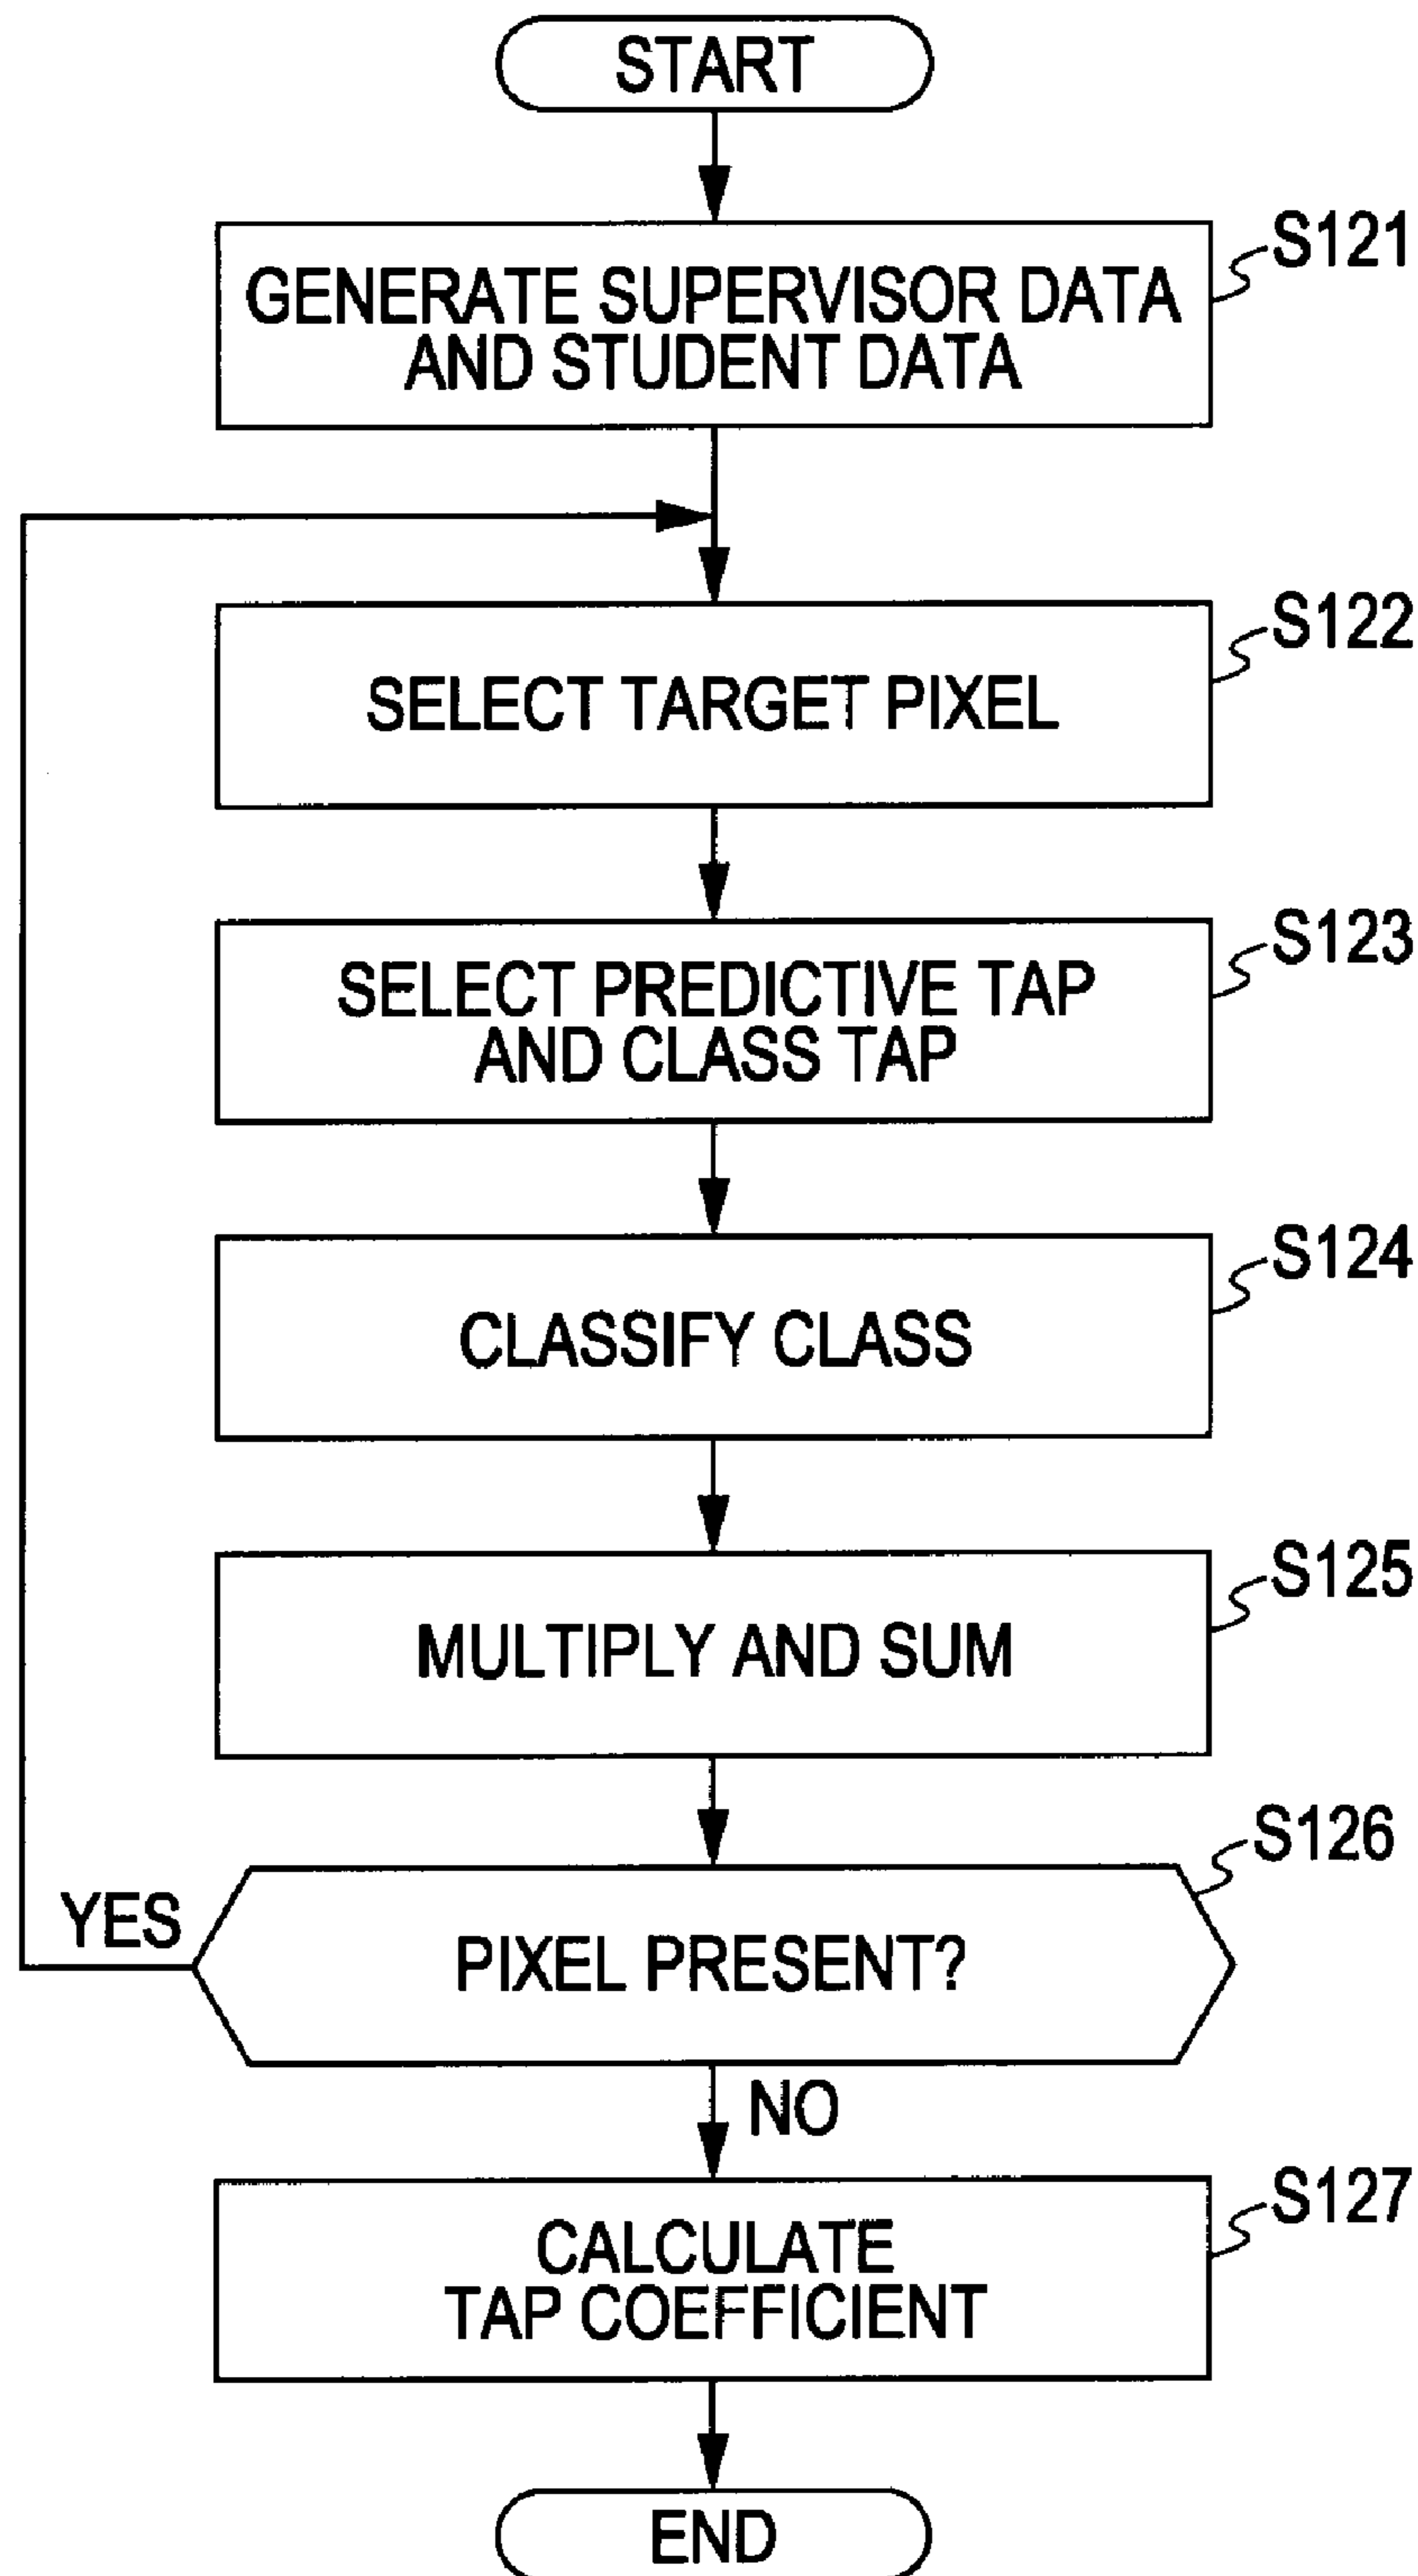 START
S121
GENERATE SUPERVISOR DATA
AND STUDENT DATA
S122
SELECT TARGET PIXEL
S123
SELECT PREDICTIVE TAP
AND CLASS TAP
S124
CLASSIFY CLASS
S125
MULTIPLY AND SUM
S126
YES
PIXEL PRESENT?
NO
S127
CALCULATE
TAP COEFFICIENT
END